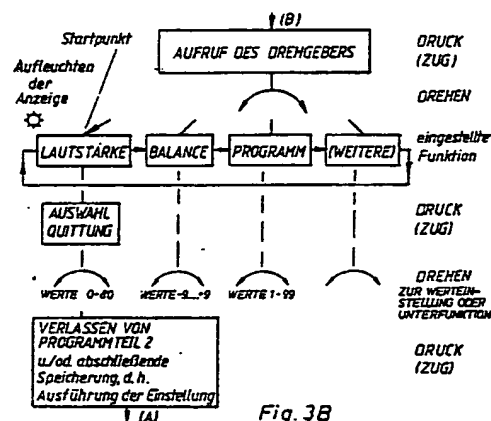 (B)
Startpunkt
AUFRUF DES DREHGEBERS
DRUCK
(ZUG)
Aufleuchten
der
Anzeige
DREHEN
LAUTSTÄRKE
BALANCE
PROGRAMM
(WEITERE)
eingestellte
Funktion
AUSWAHL
QUITTUNG
DRUCK
(ZUG)
WERTE 0-60
WERTE-9...+9
WERTE 1-99
DREHEN
ZUR WERTEIN-
STELLUNG ODER
UNTERFUNKTION
VERLASSEN VON
PROGRAMMTEIL 2
u./od. abschließende
Speicherung, d.h.
Ausführung der Einstellung
DRUCK
(ZUG)
(A)
Fig. 3B